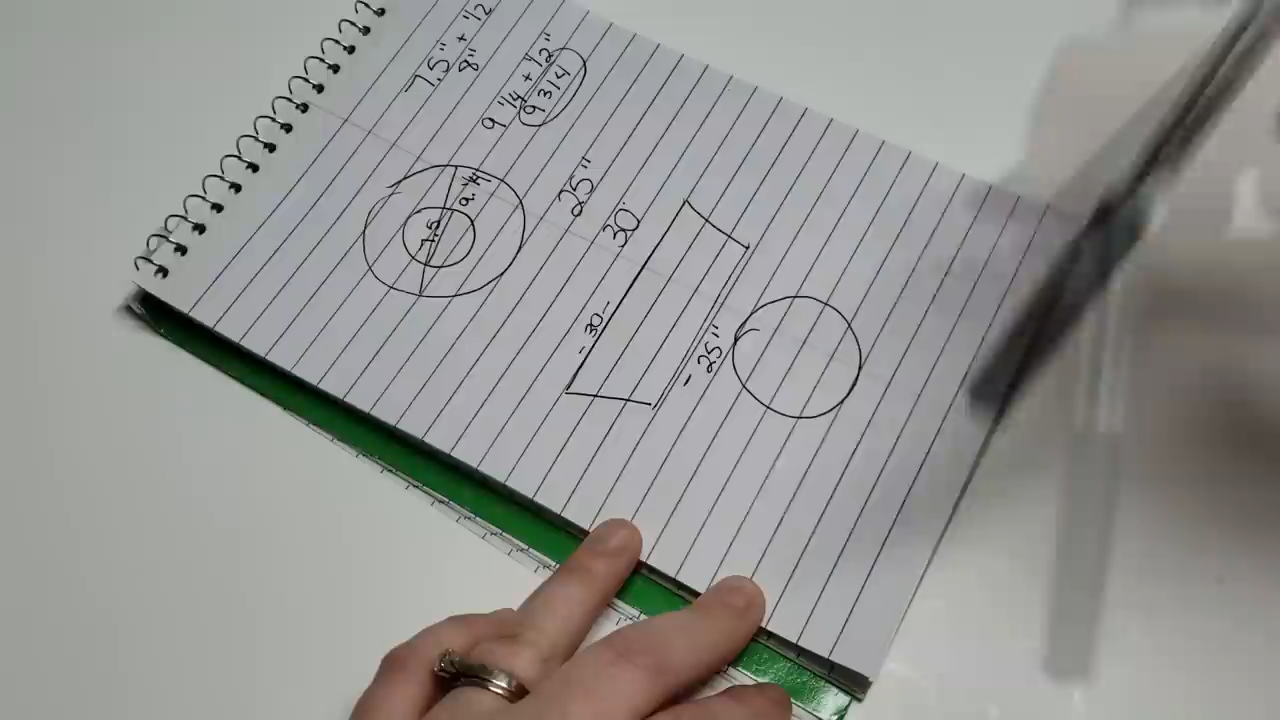 7.5" + 1/2
8"
9 1/4 + 1/2"
9 3/4
7.5
9.1/4
25"
30"
- 30 -
- 25"